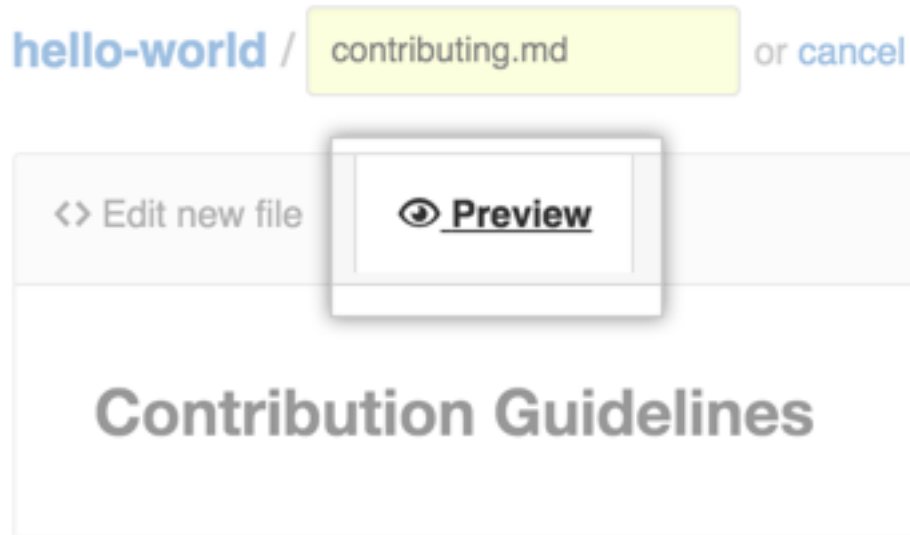 hello-world / contributing.md or cancel
<> Edit new file Preview
Contribution Guidelines